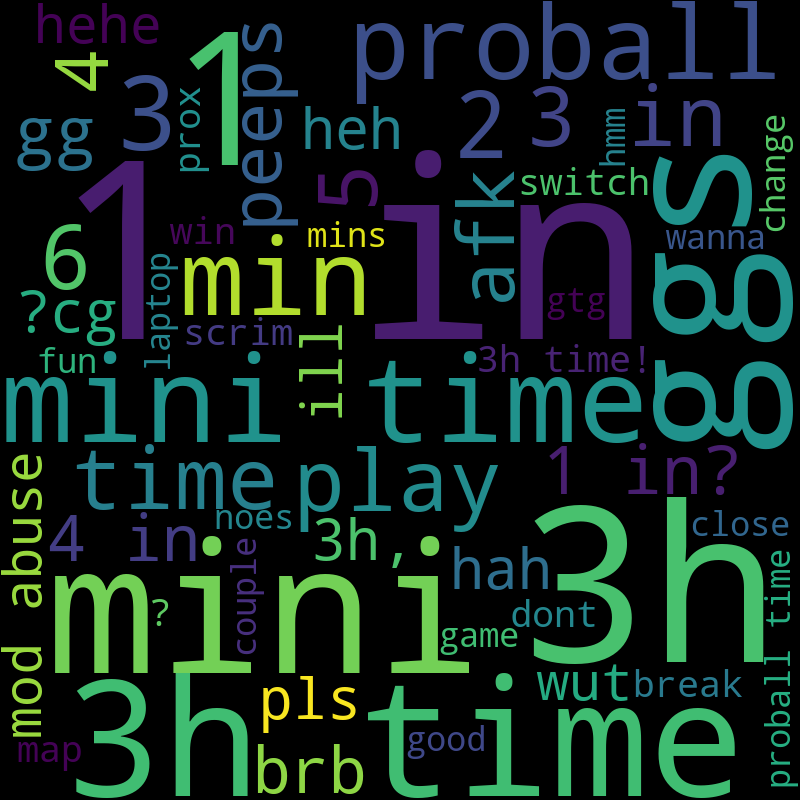 hehe
proball
1
4
3
peeps
gg
prox
heh
2
3
in
hmm
change
1 in
5
afk
switch
ggs
6
win
mins
wanna
min
?cg
laptop
gtg
scrim
ill
fun
3h time!
mini time
time
play
1 in?
mod abuse
noes
4 in
3h,
close
couple
hah
3h
mini
?
dont
game
proball time
wut
break
3h time
pls
map
good
brb